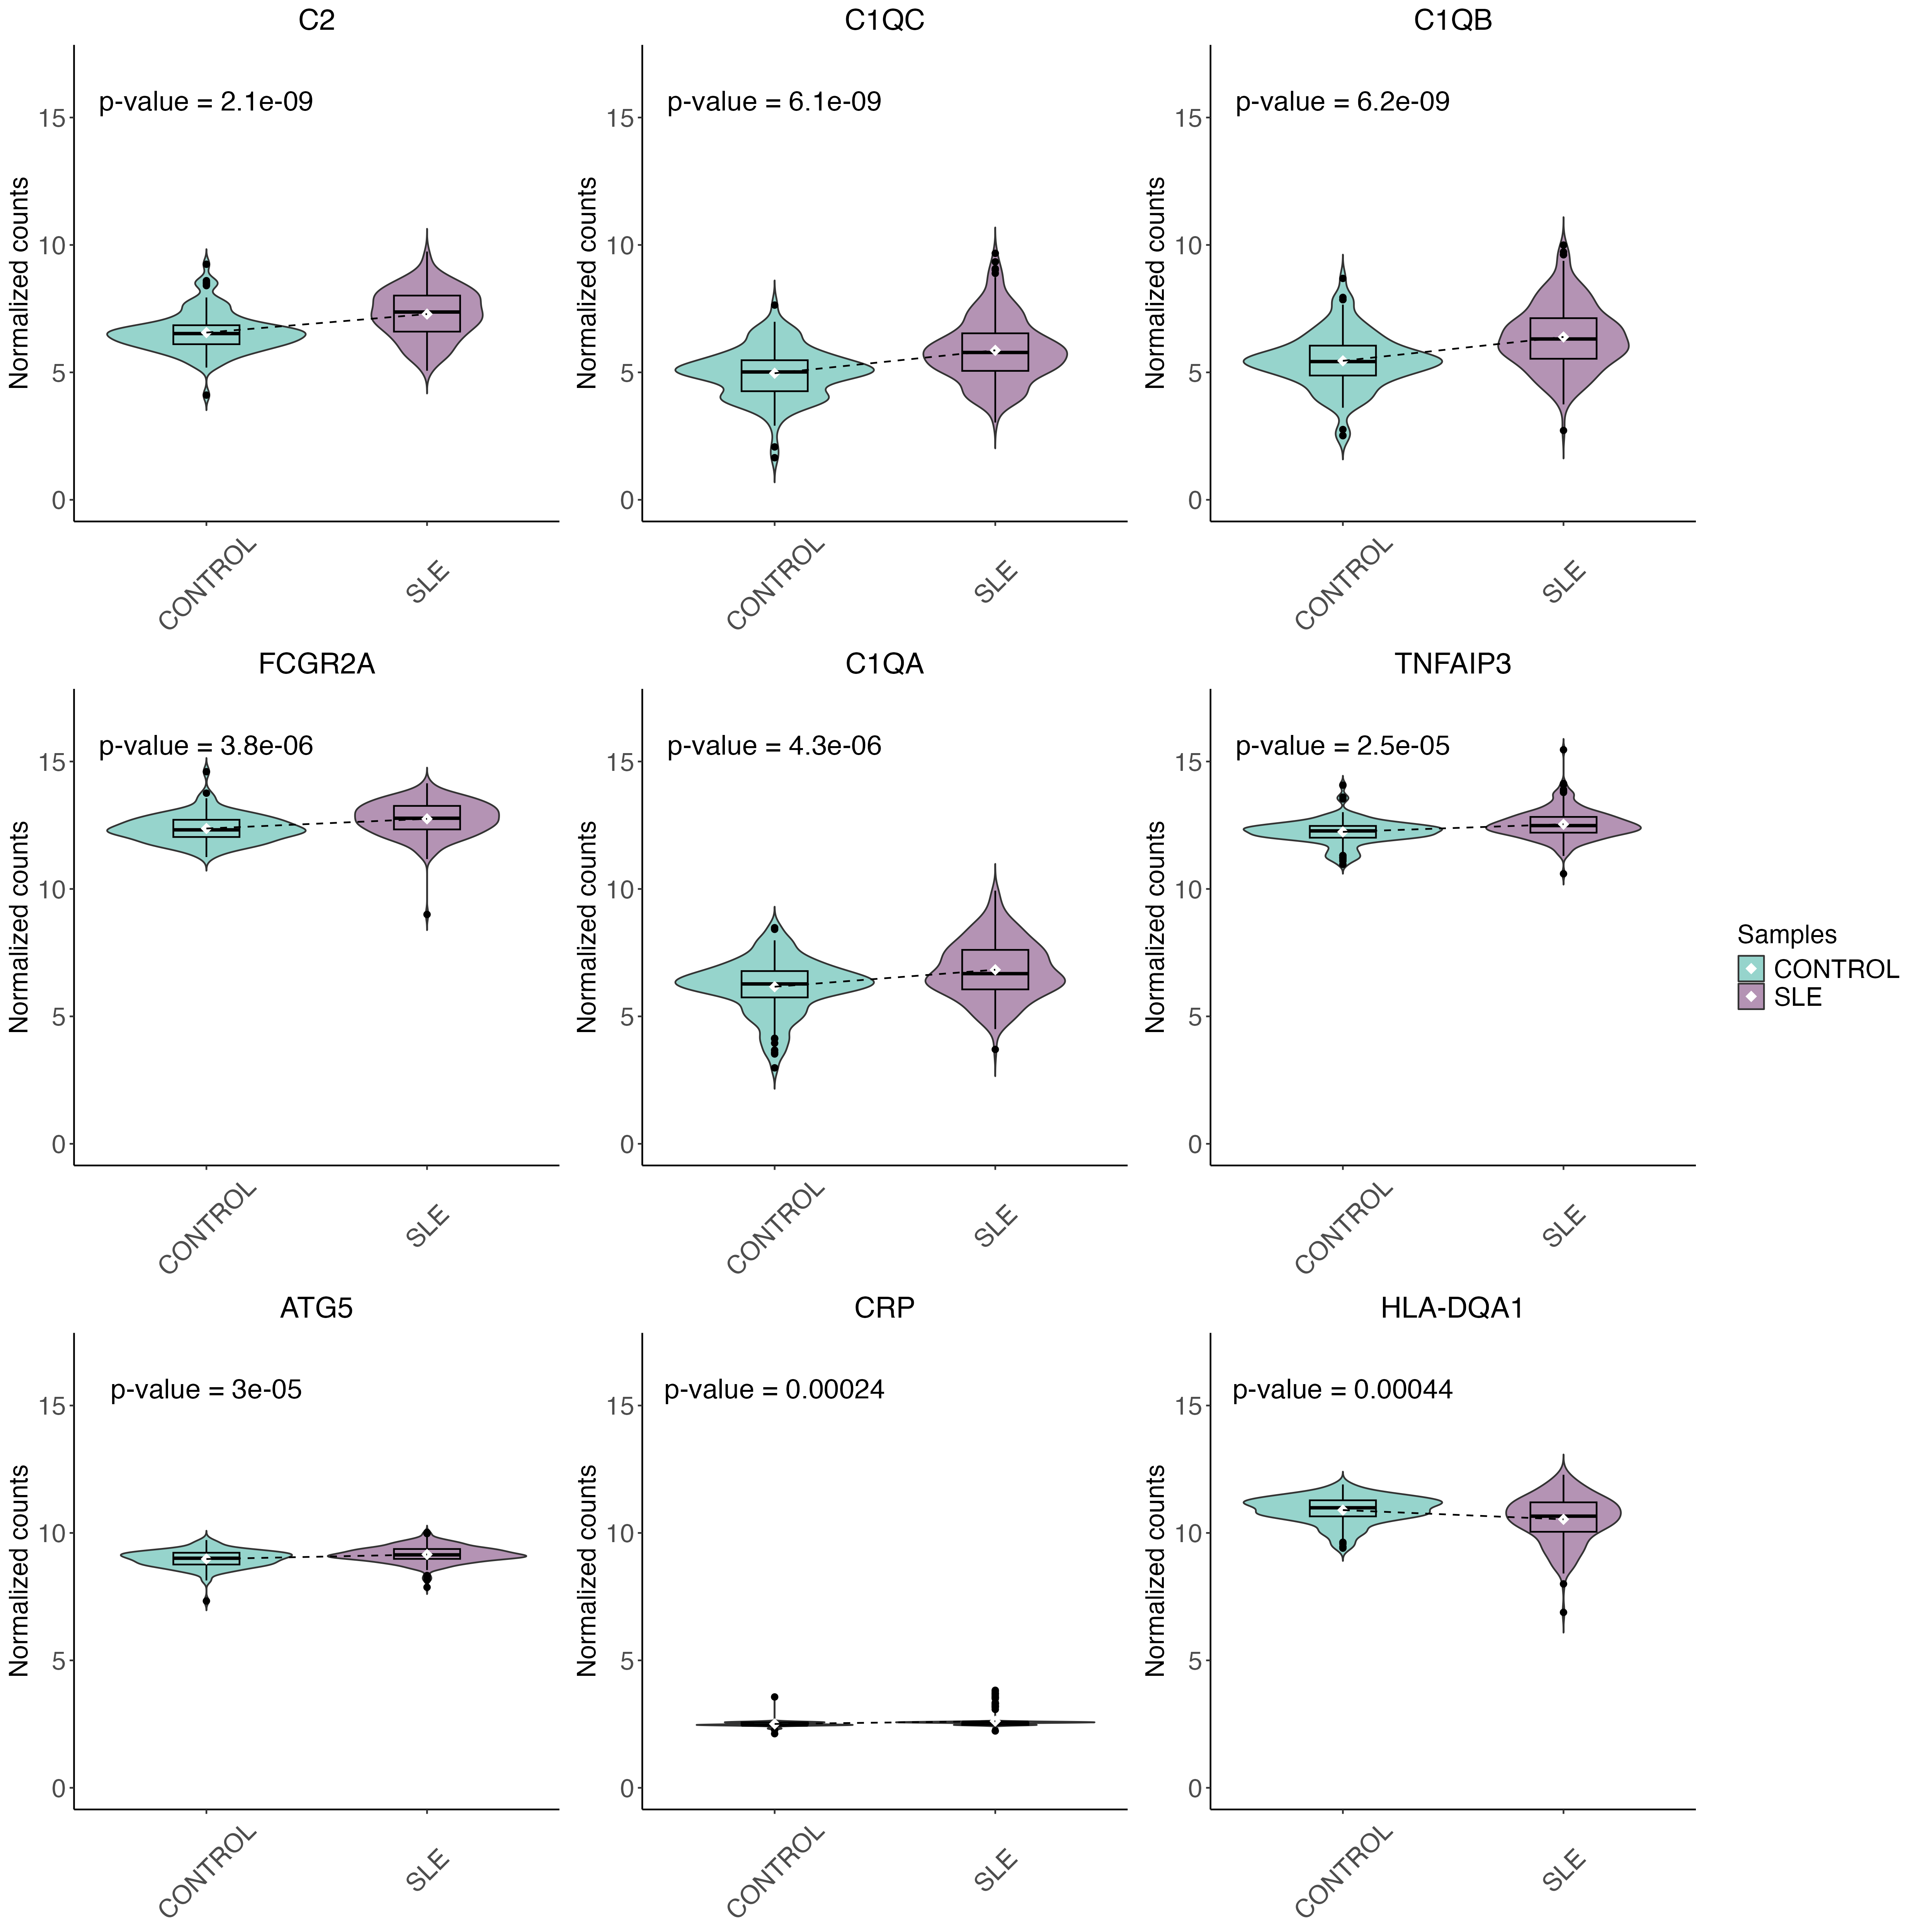 C2
C1QC
C1QB
p-value = 2.1e-09
p-value = 6.1e-09
p-value = 6.2e-09
Normalized counts
15
10
5
0
Normalized counts
15
10
5
0
Normalized counts
15
10
5
0
CONTROL
SLE
CONTROL
SLE
CONTROL
SLE
FCGR2A
C1QA
TNFAIP3
p-value = 3.8e-06
p-value = 4.3e-06
p-value = 2.5e-05
Normalized counts
15
10
5
0
Normalized counts
15
10
5
0
Normalized counts
15
10
5
0
CONTROL
SLE
CONTROL
SLE
CONTROL
SLE
Samples
CONTROL
SLE
ATG5
CRP
HLA-DQA1
p-value = 3e-05
p-value = 0.00024
p-value = 0.00044
Normalized counts
15
10
5
0
Normalized counts
15
10
5
0
Normalized counts
15
10
5
0
CONTROL
SLE
CONTROL
SLE
CONTROL
SLE